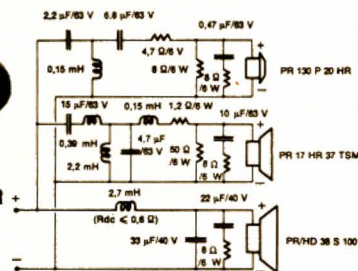 2,2 µF/63 V
6,8 µF/63 V
0,47 µF/63 V
4,7 Ω/6 V
0,15 mH
8 Ω/6 W
8 Ω
/6 W
+
−
PR 130 P 20 HR
15 µF/63 V
0,15 mH
1,2 Ω/6 W
10 µF/63 V
0,39 mH
2,2 mH
4,7 µF
/63 V
50 Ω
/6 W
8 Ω
/6 W
+
−
PR 17 HR 37 TSM
2,7 mH
(Rdc ⩽ 0,6 Ω)
22 µF/40 V
33 µF/40 V
8 Ω
/6 W
+
−
+
−
PR/HD 38 S 100